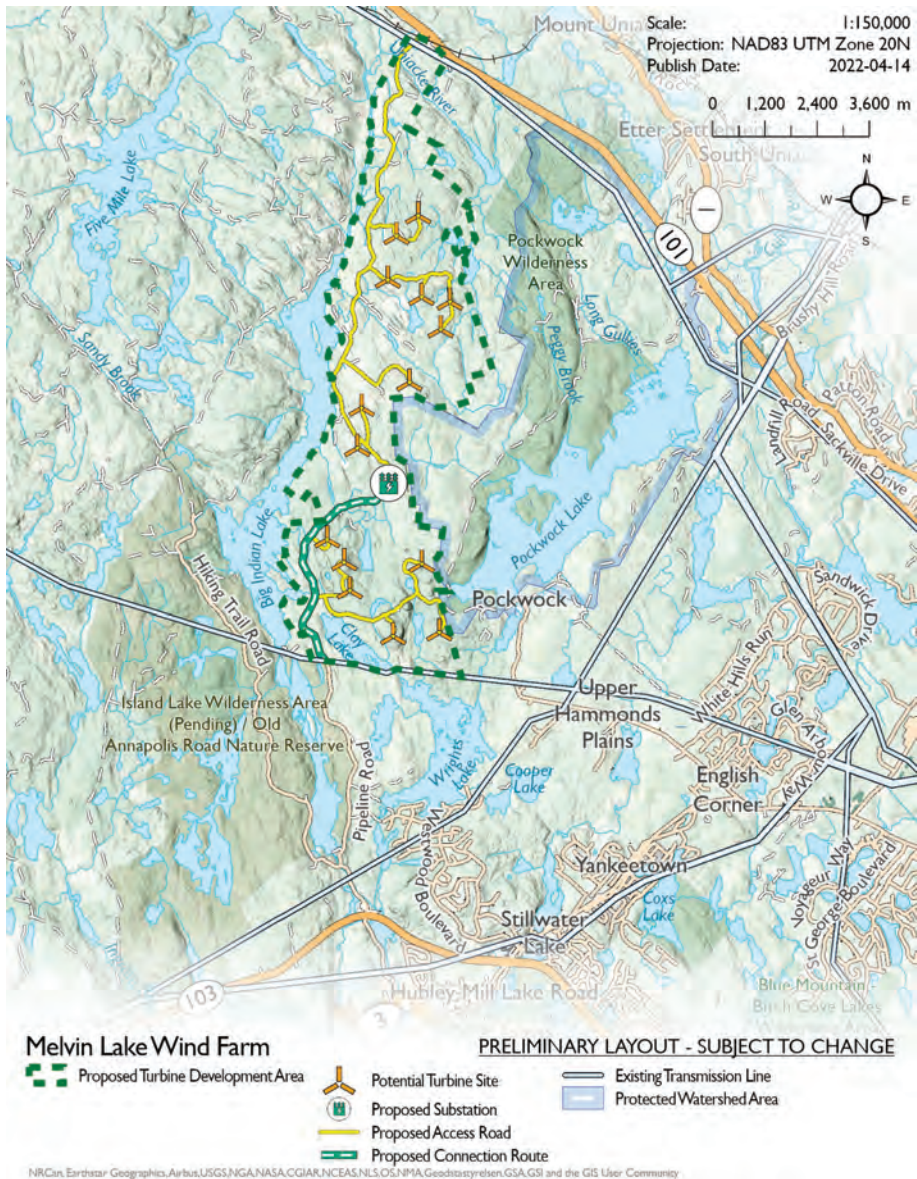 Mount Unia
Scale: 1:150,000
Projection: NAD83 UTM Zone 20N
Publish Date: 2022-04-14
0 1,200 2,400 3,600 m
Etter Settlement
South Uni
N
W E
S
1
101
Five Mile Lake
Pockwock
Wilderness
Area
Long Gullies
Peggy Brook
Brushy Hill Road
Sandy Brook
Patton Road
Landfill Road
Sackville Drive
Big Indian Lake
Pockwock Lake
Hiking Trail Road
Pockwock
Sandwick Drive
Clay
Lake
White Hills Run
Upper
Hammonds
Plains
Island Lake Wilderness Area
(Pending) / Old
Annapolis Road Nature Reserve
Glen Arbour Way
Wrights
Lake
Cooper
Lake
English
Corner
Pipeline Road
Westwood Boulevard
Yankeetown
Voyageur Way
St George Boulevard
Coxs
Lake
Stillwater
Lake
103
Hubley Mill Lake Road
3
Blue Mountain -
Birch Cove Lakes
Melvin Lake Wind Farm
PRELIMINARY LAYOUT - SUBJECT TO CHANGE
Proposed Turbine Development Area
Potential Turbine Site
Proposed Substation
Proposed Access Road
Proposed Connection Route
Existing Transmission Line
Protected Watershed Area
NRCan, Earthstar Geographics, Airbus,USGS,NGA,NASA,CGIAR,NCEAS,NLS,OS,NMA,Geodatastyrelsen,GSA,GSI and the GIS User Community